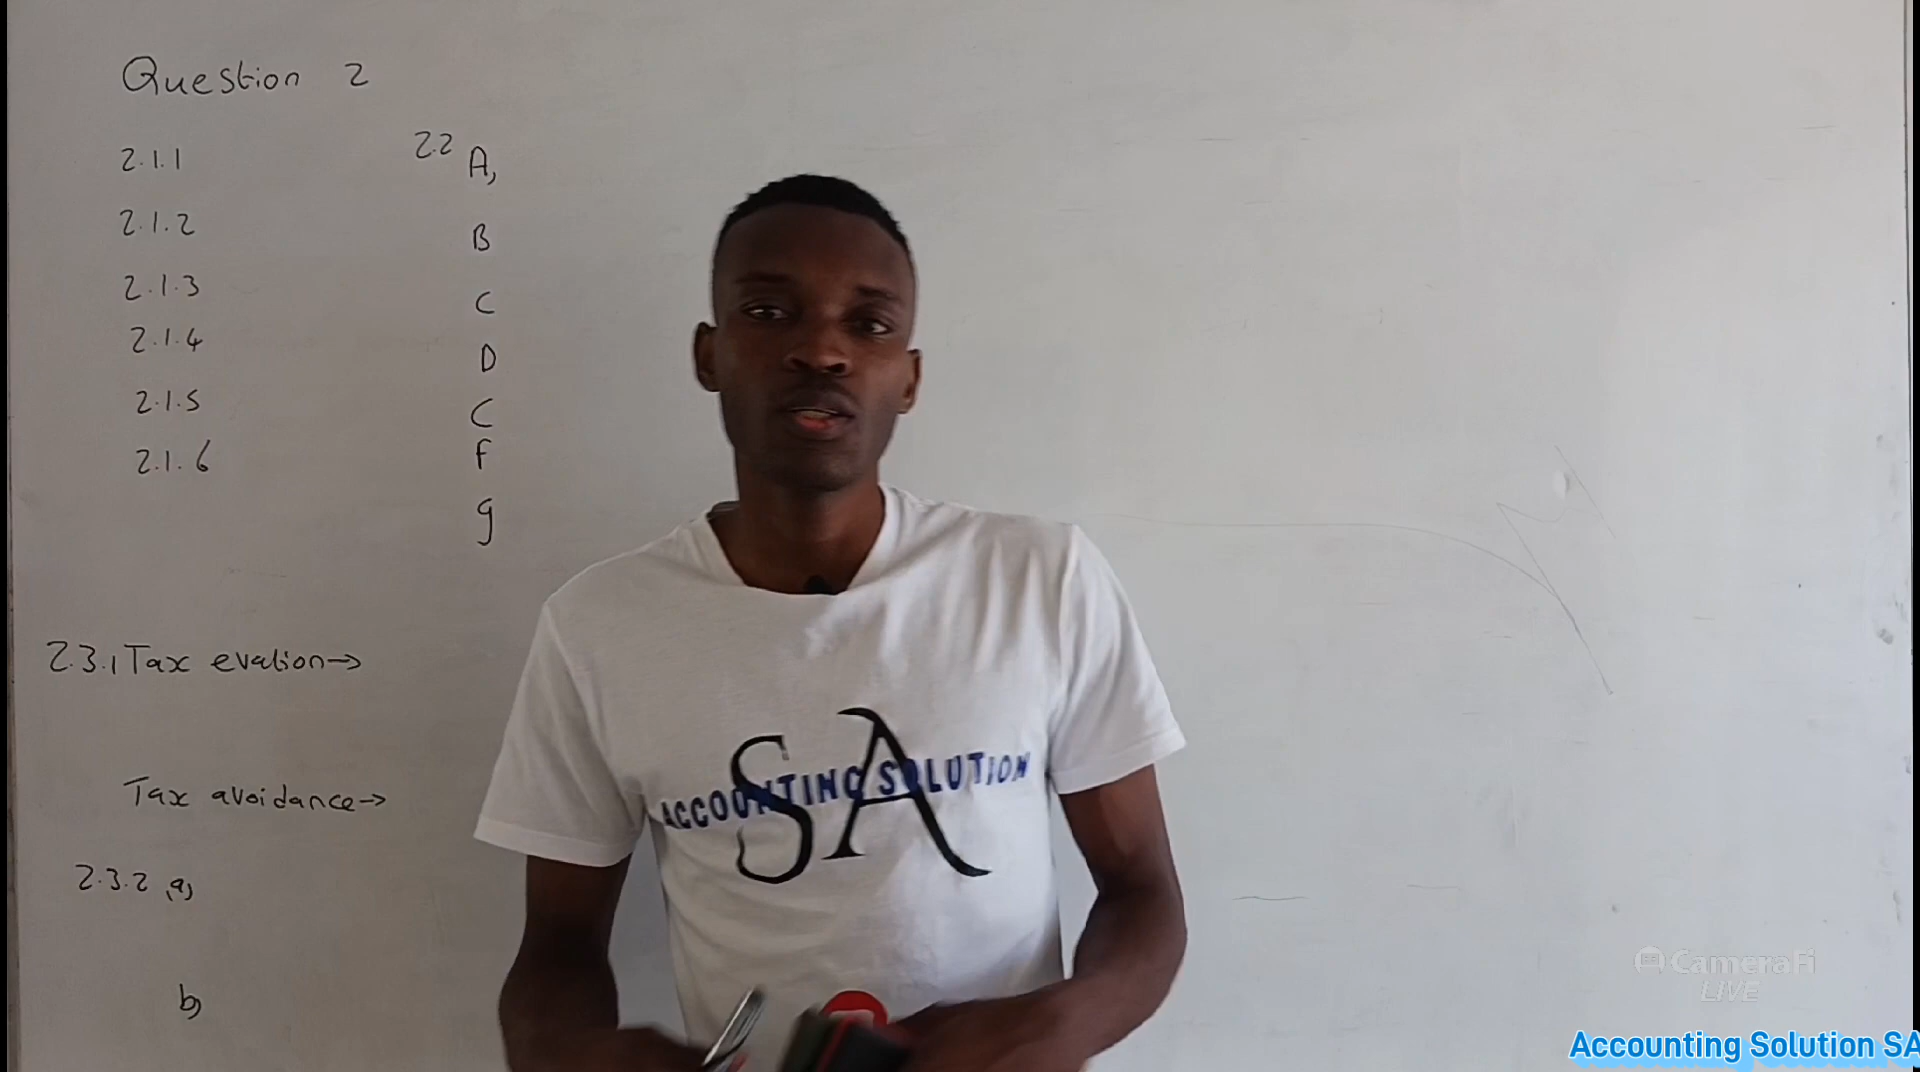 Question 2
2.1.1
2.1.2
2.1.3
2.1.4
2.1.5
2.1.6
2.2 A,
B
C
D
C
F
g
2.3.1 Tax evation→
Tax avoidance→
2.3.2 a,
b,
SA
ACCOUNTING SOLUTION
CameraFi
LIVE
Accounting Solution SA